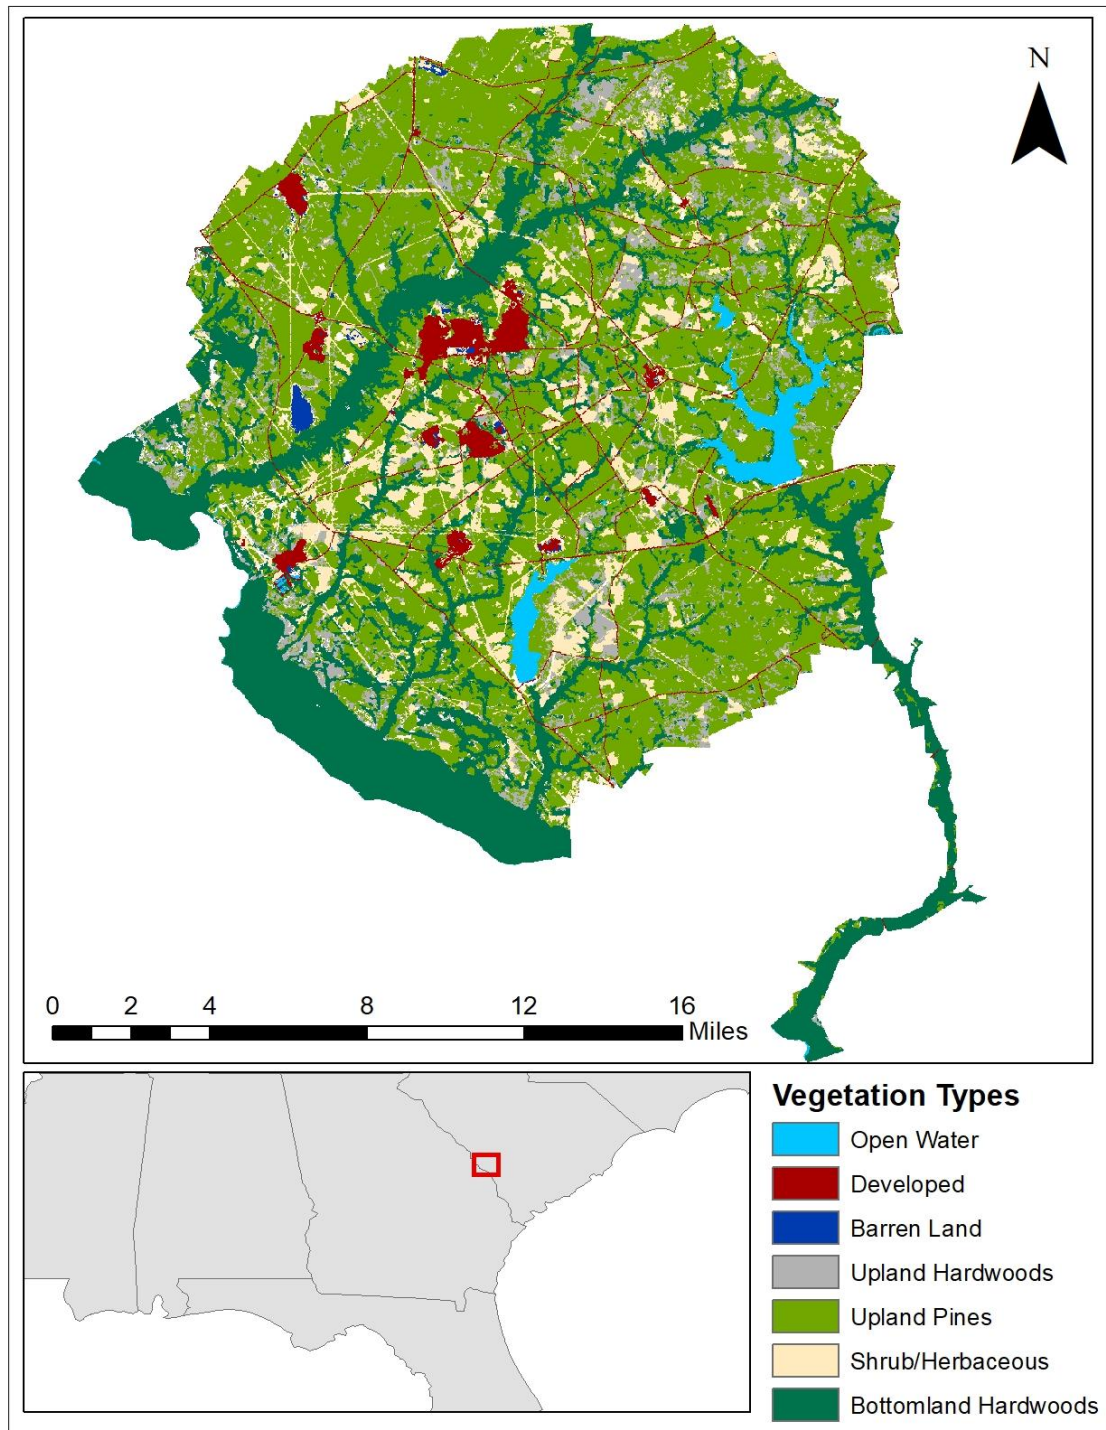 N
0 2 4 8 12 16
Miles
Vegetation Types
Open Water
Developed
Barren Land
Upland Hardwoods
Upland Pines
Shrub/Herbaceous
Bottomland Hardwoods